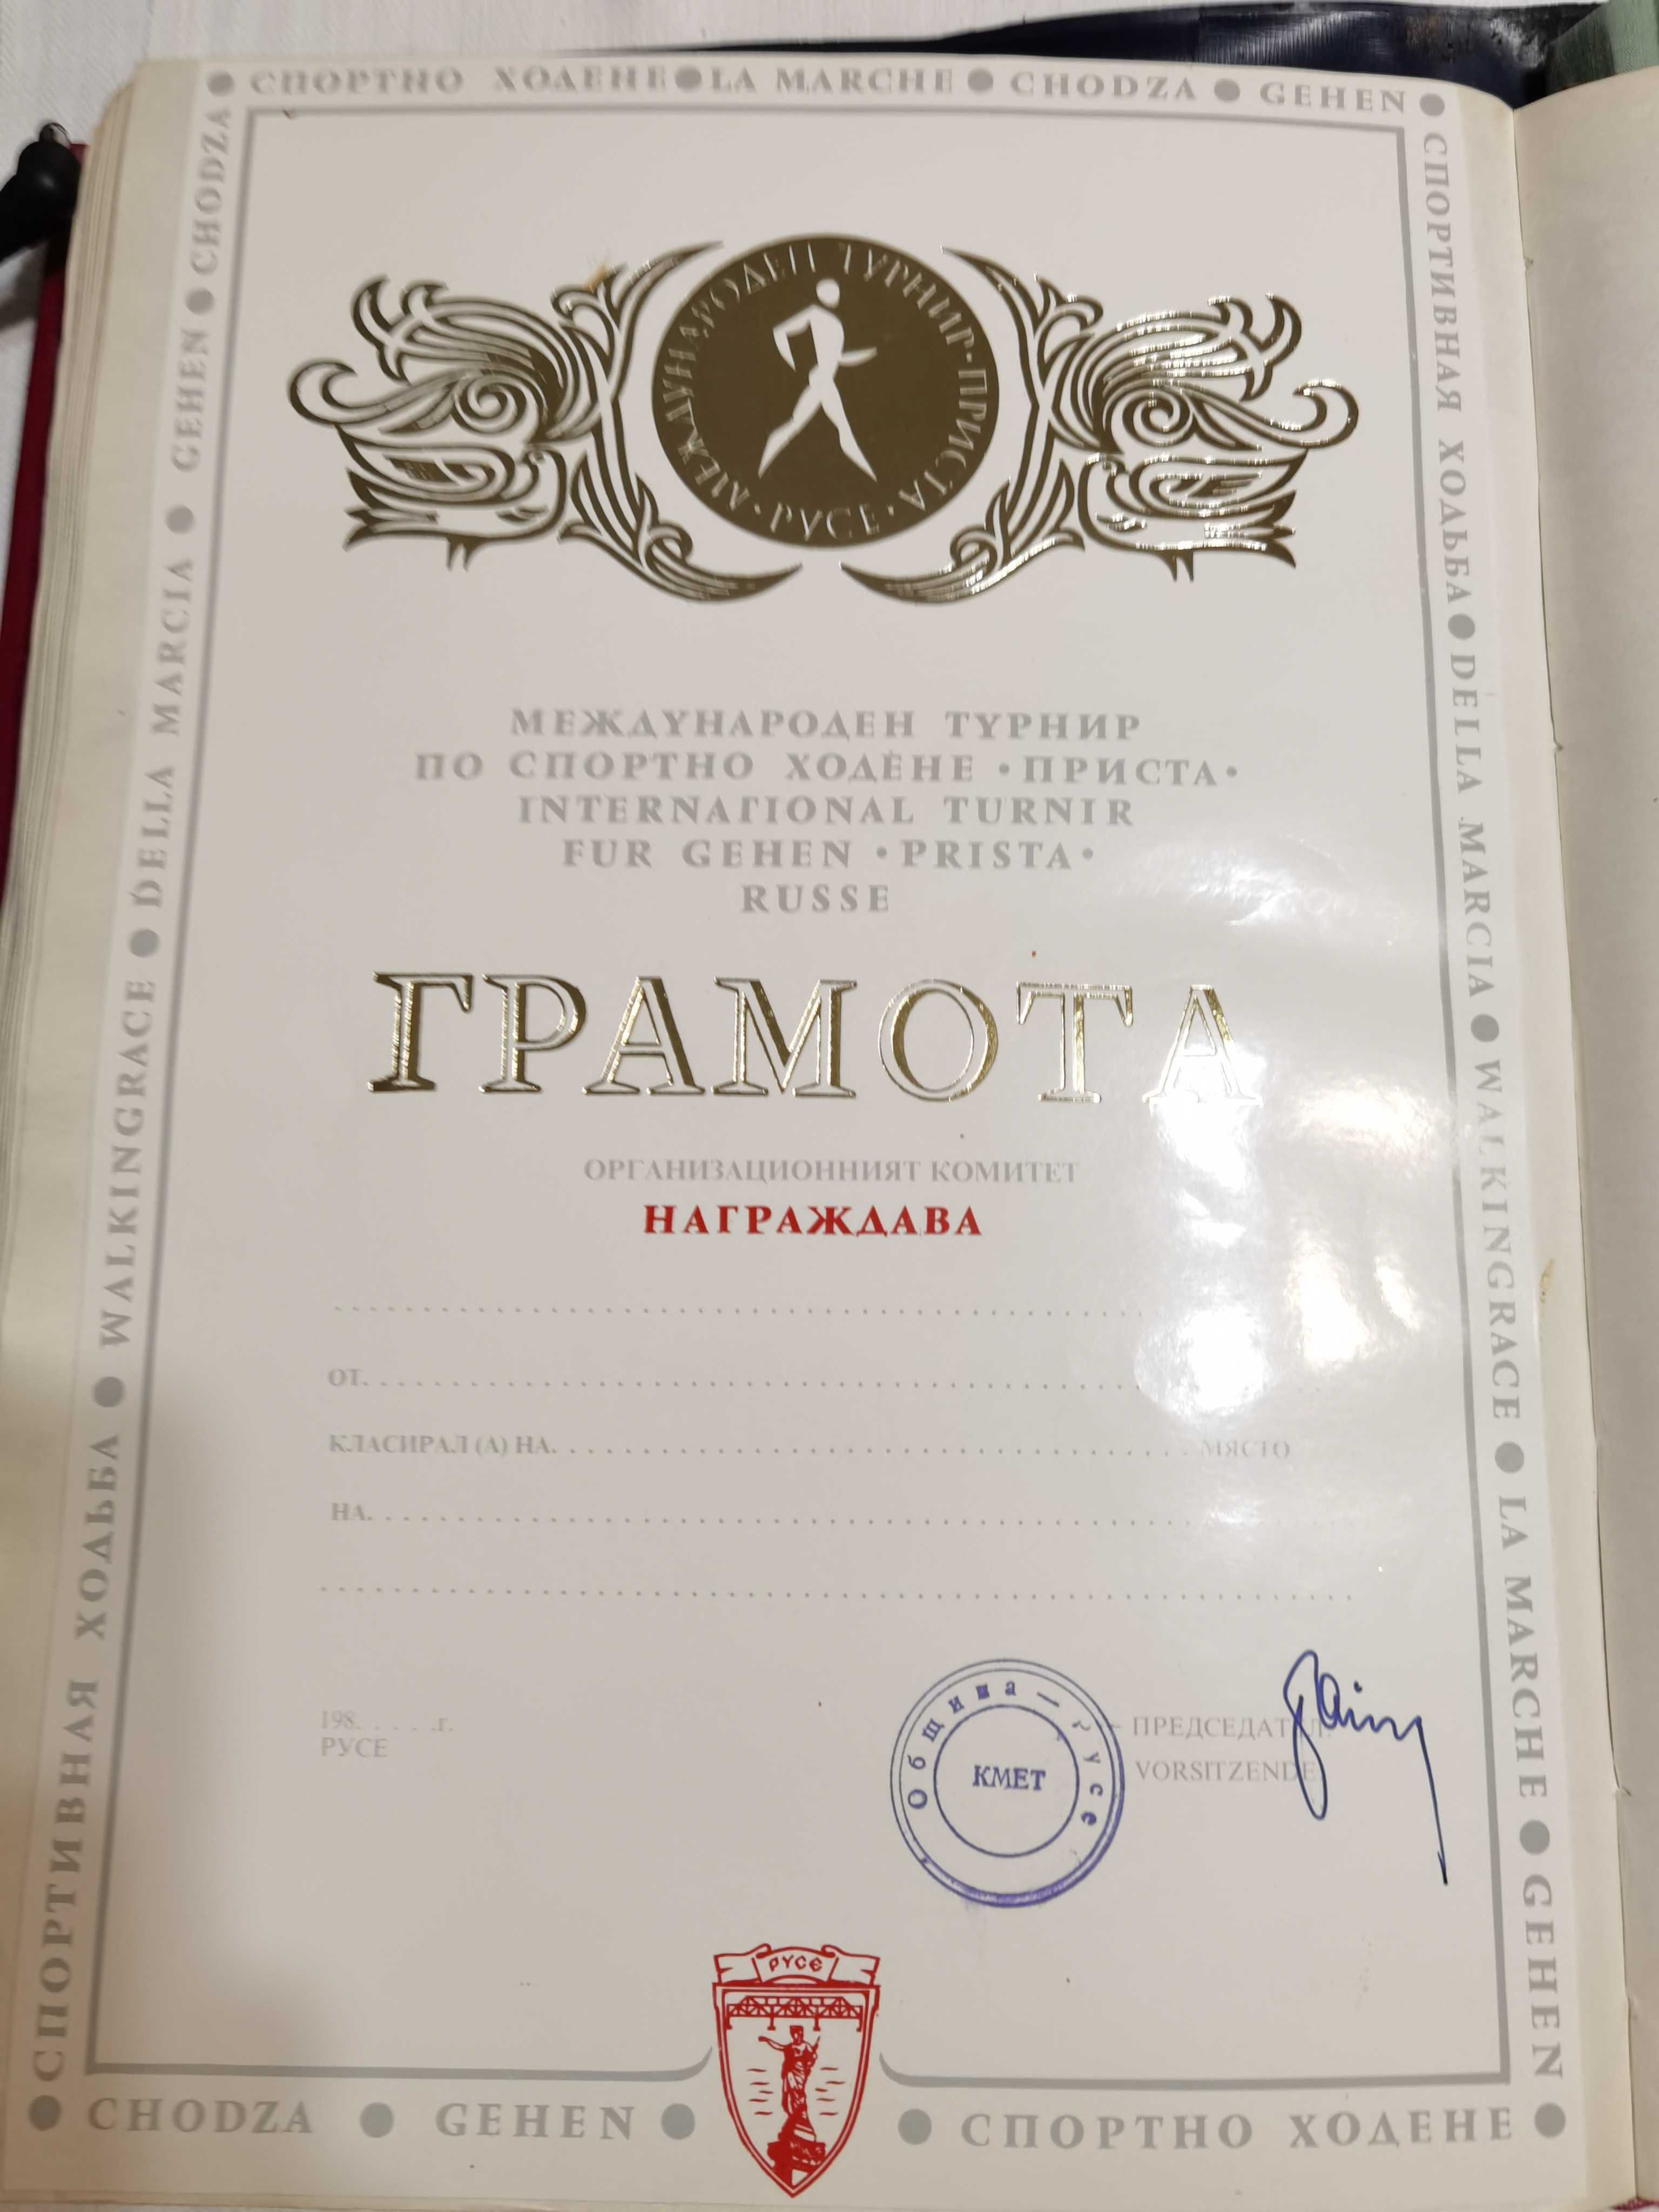 СПОРТНО ХОДЕНЕ ● LA MARCHE ● CHODZA ● GEHEN ●
СПОРТИВНАЯ ХОДЬБА ● WALKINGRACE ● DELLA MARCIA ● GEHEN ● CHODZA
СПОРТИВНАЯ ХОДЬБА ● DELLA MARCIA ● WALKINGRACE ● LA MARCHE ● GEHEN
МЕЖДУНАРОДЕН ТУРНИР · ПРИСТА · РУСЕ ·
МЕЖДУНАРОДЕН ТУРНИР
ПО СПОРТНО ХОДЕНЕ • ПРИСТА •
INTERNATIONAL TURNIR
FUR GEHEN • PRISTA •
RUSSE
ГРАМОТА
ОРГАНИЗАЦИОННИЯТ КОМИТЕТ
НАГРАЖДАВА
ОТ
КЛАСИРАЛ (А) НА МЯСТО
НА
198. . . . .г.
РУСЕ
Община — Русе
КМЕТ
ПРЕДСЕДАТЕЛ:
VORSITZENDE
РУСЕ
● CHODZA ● GEHEN ● ● СПОРТНО ХОДЕНЕ ●